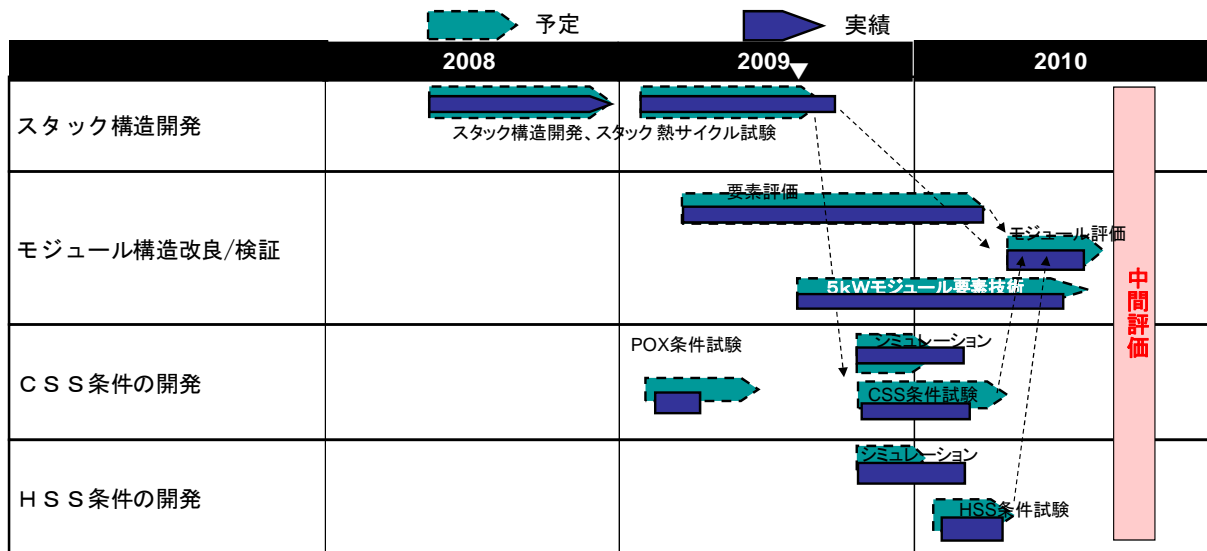 予定 実績
2008 2009 2010
スタック構造開発
スタック構造開発、スタック熱サイクル試験
モジュール構造改良/検証
要素評価
モジュール評価
5kWモジュール要素技術
中間評価
CSS条件の開発
POX条件試験
シミュレーション
CSS条件試験
HSS条件の開発
シミュレーション
HSS条件試験